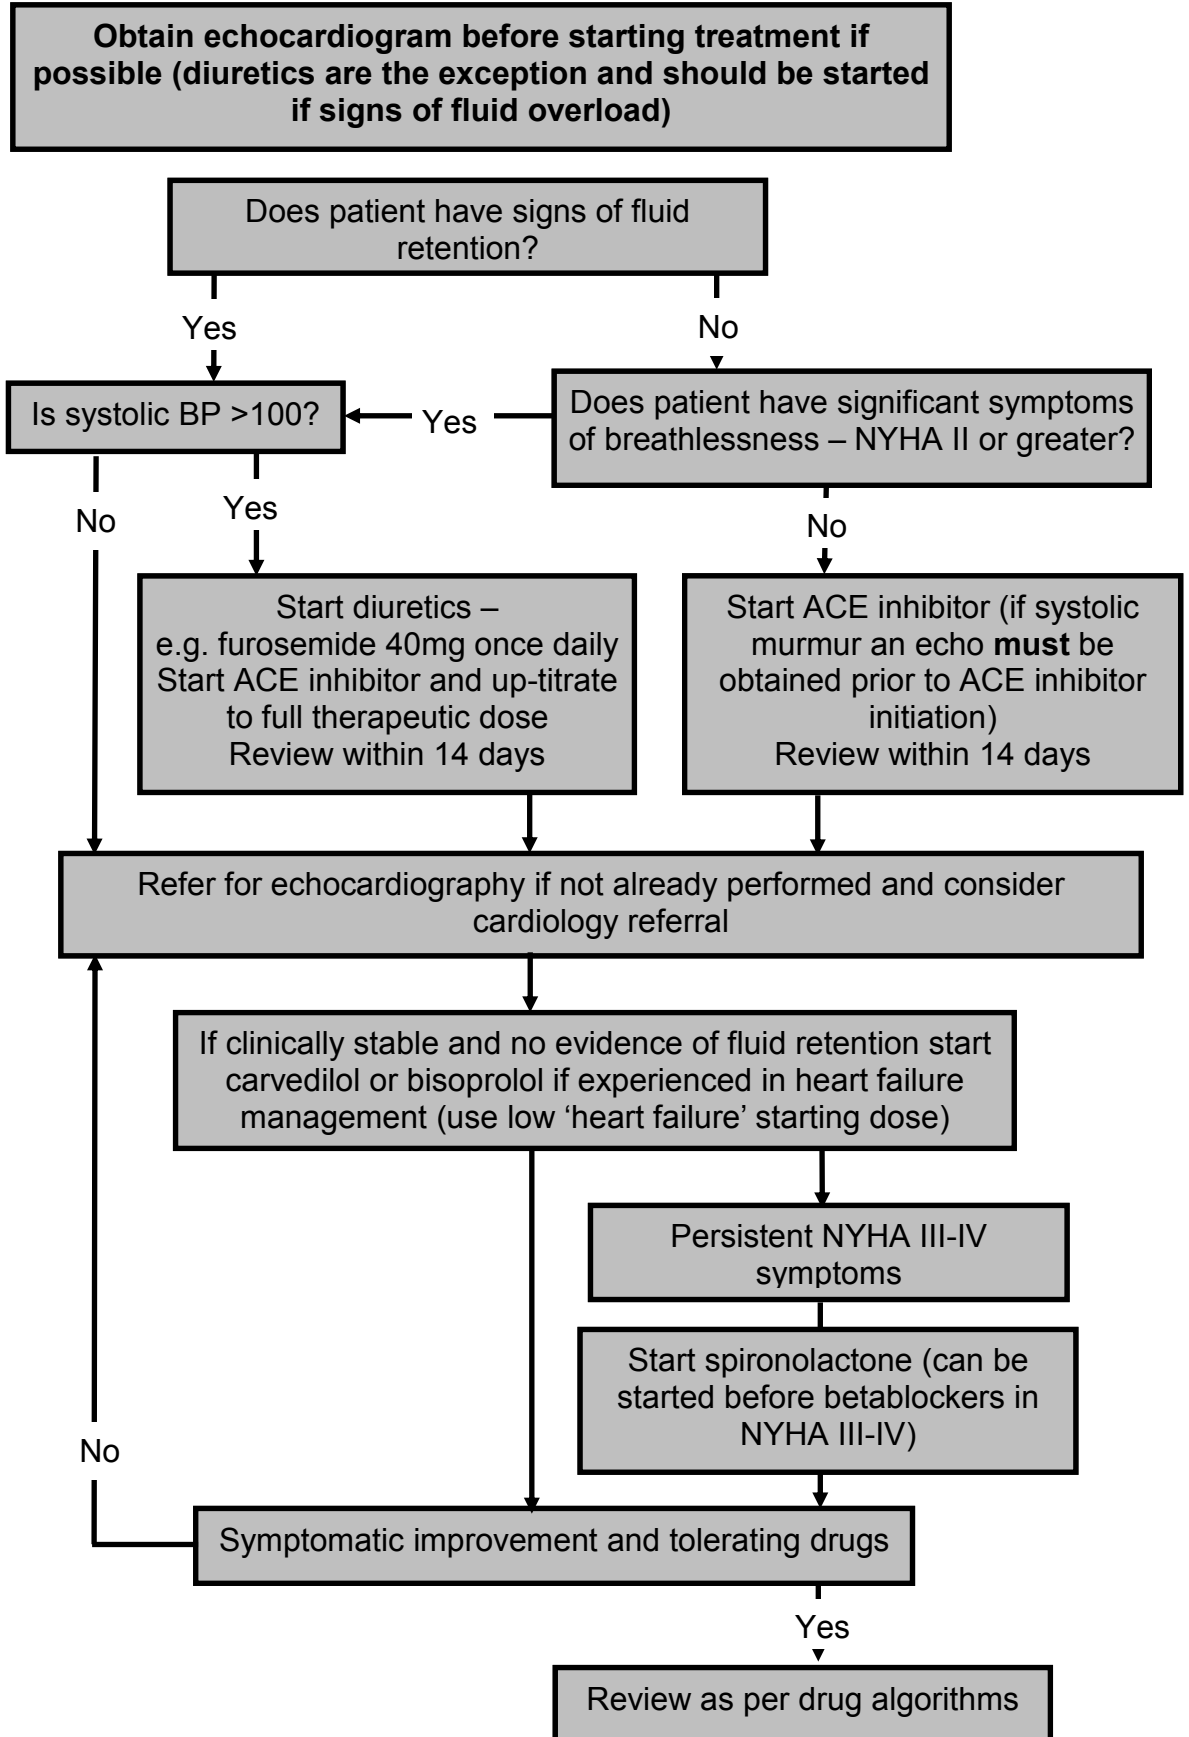 Obtain echocardiogram before starting treatment if
possible (diuretics are the exception and should be started
if signs of fluid overload)
Does patient have signs of fluid
retention?
Yes
No
Is systolic BP >100?
Yes
Does patient have significant symptoms
of breathlessness – NYHA II or greater?
No
Yes
No
Start diuretics –
e.g. furosemide 40mg once daily
Start ACE inhibitor and up-titrate
to full therapeutic dose
Review within 14 days
Start ACE inhibitor (if systolic
murmur an echo must be
obtained prior to ACE inhibitor
initiation)
Review within 14 days
Refer for echocardiography if not already performed and consider
cardiology referral
If clinically stable and no evidence of fluid retention start
carvedilol or bisoprolol if experienced in heart failure
management (use low ‘heart failure’ starting dose)
Persistent NYHA III-IV
symptoms
Start spironolactone (can be
started before betablockers in
NYHA III-IV)
No
Symptomatic improvement and tolerating drugs
Yes
Review as per drug algorithms